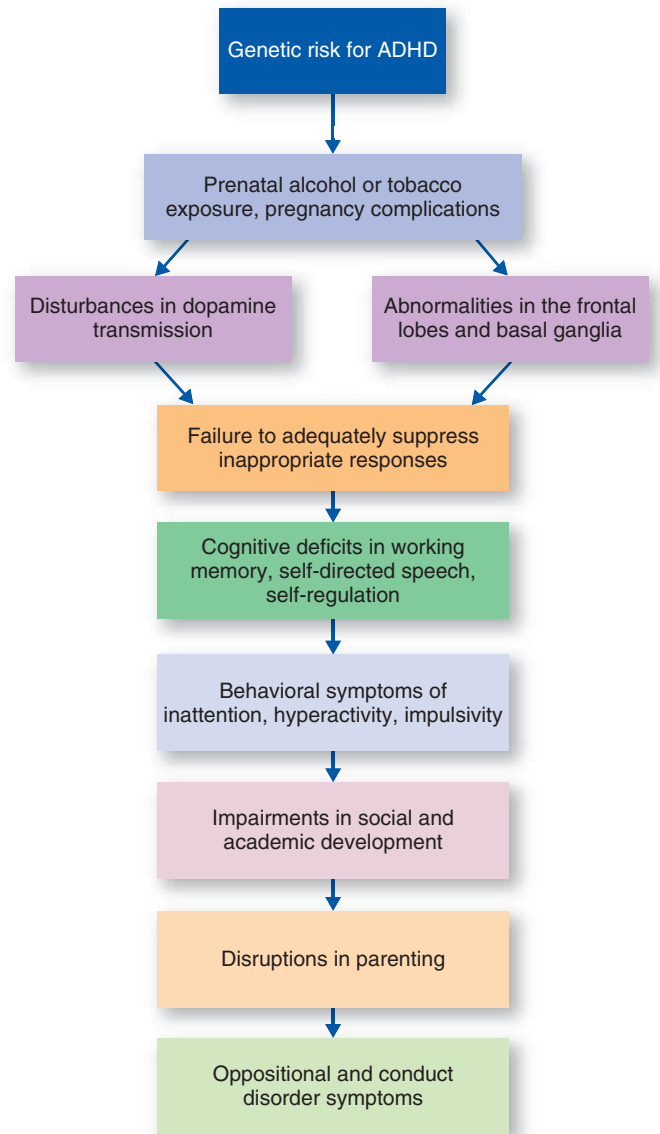 Genetic risk for ADHD
Prenatal alcohol or tobacco
exposure, pregnancy complications
Disturbances in dopamine
transmission
Abnormalities in the frontal
lobes and basal ganglia
Failure to adequately suppress
inappropriate responses
Cognitive deficits in working
memory, self-directed speech,
self-regulation
Behavioral symptoms of
inattention, hyperactivity, impulsivity
Impairments in social and
academic development
Disruptions in parenting
Oppositional and conduct
disorder symptoms